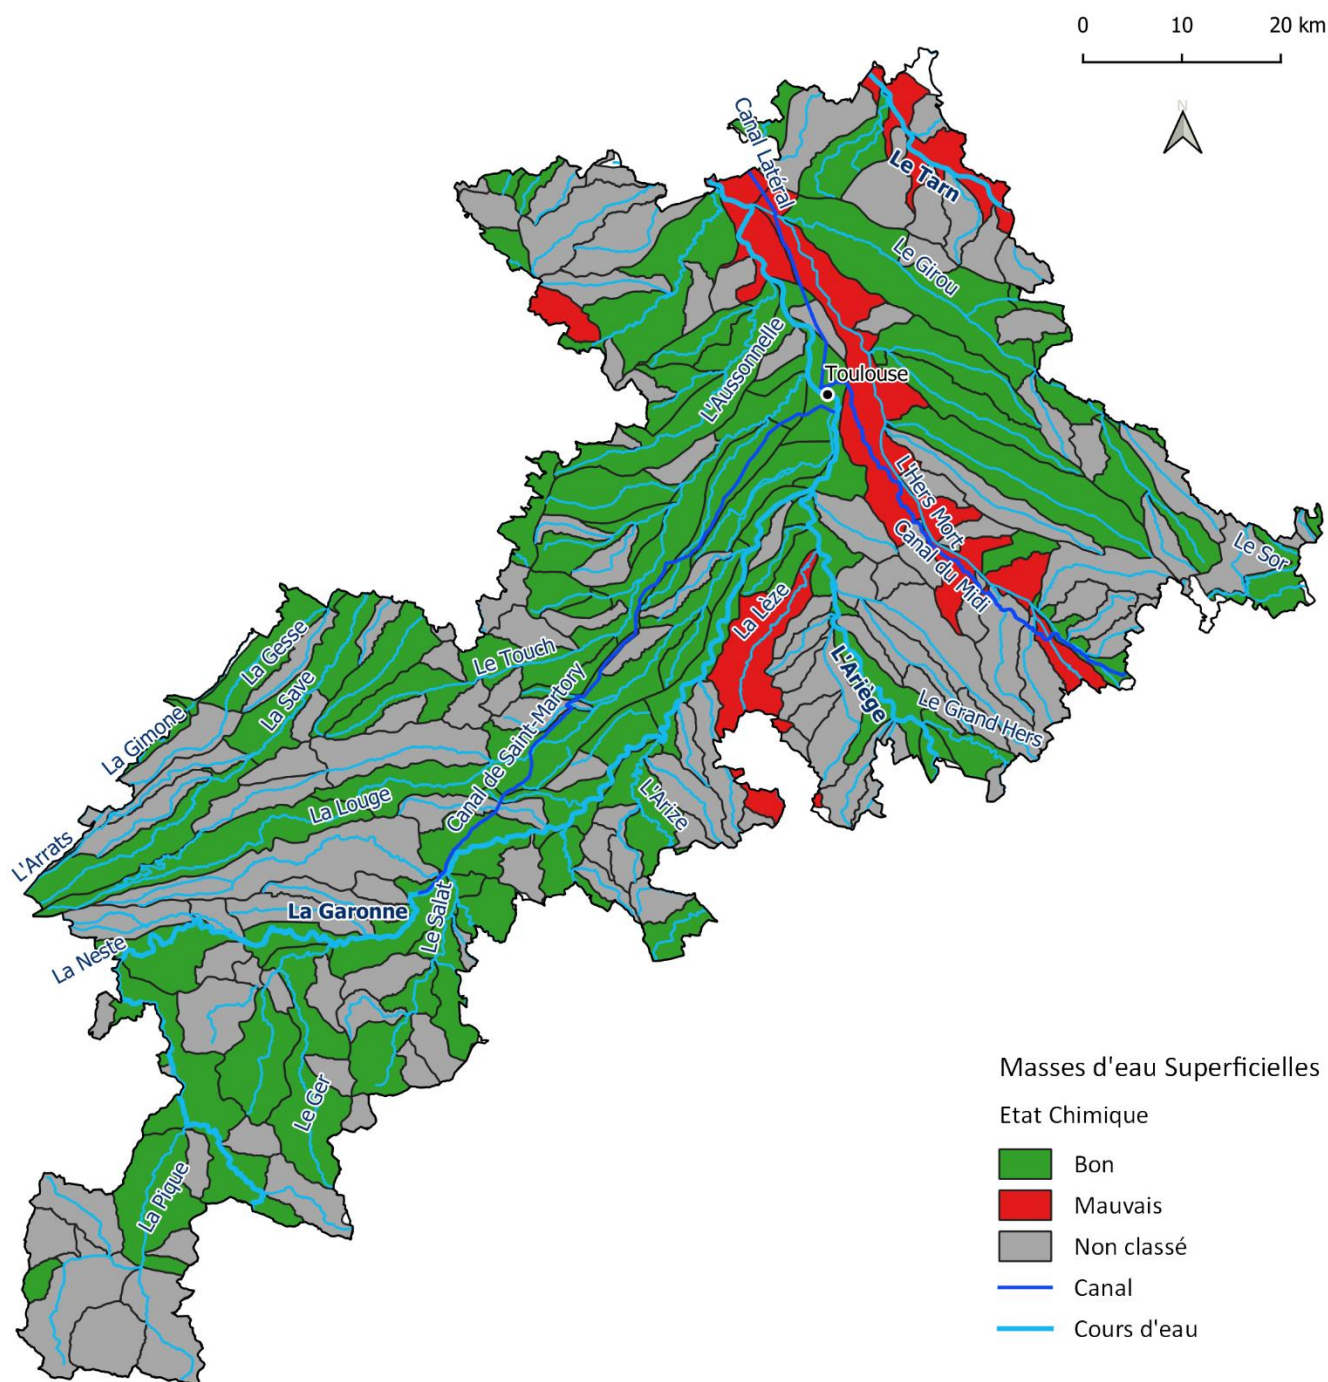 0 10 20 km
N
Canal Latéral
Le Tarn
Le Girou
L'Aussonnelle
Toulouse
L'Hers Mort
Canal du Midi
Le Sor
La Lèze
La Gesse
Le Touch
L'Ariège
La Save
Le Grand Hers
La Gimone
Canal de Saint-Martory
La Louge
L'Arize
L'Arrats
La Garonne
Le Salat
La Neste
Le Ger
La Pique
Masses d'eau Superficielles
Etat Chimique
Bon
Mauvais
Non classé
Canal
Cours d'eau